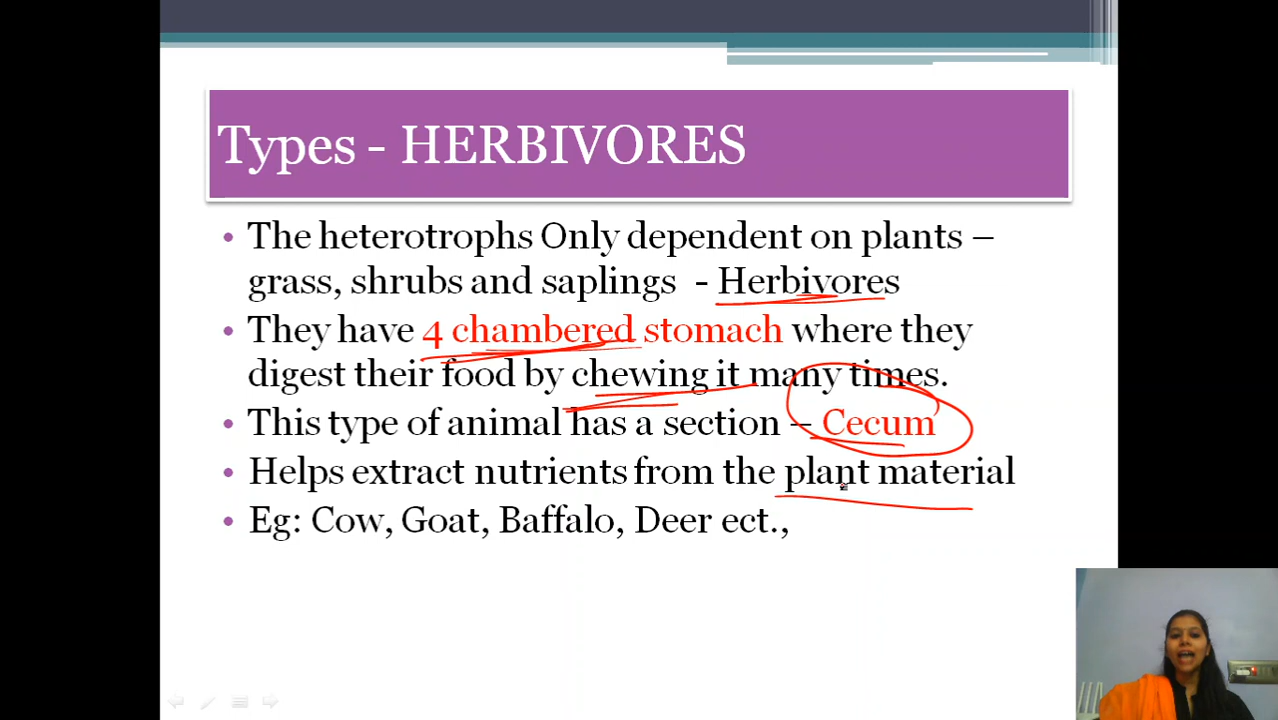 Types - HERBIVORES
• The heterotrophs Only dependent on plants –
grass, shrubs and saplings - Herbivores
• They have 4 chambered stomach where they
digest their food by chewing it many times.
• This type of animal has a section – Cecum
• Helps extract nutrients from the plant material
• Eg: Cow, Goat, Baffalo, Deer ect.,